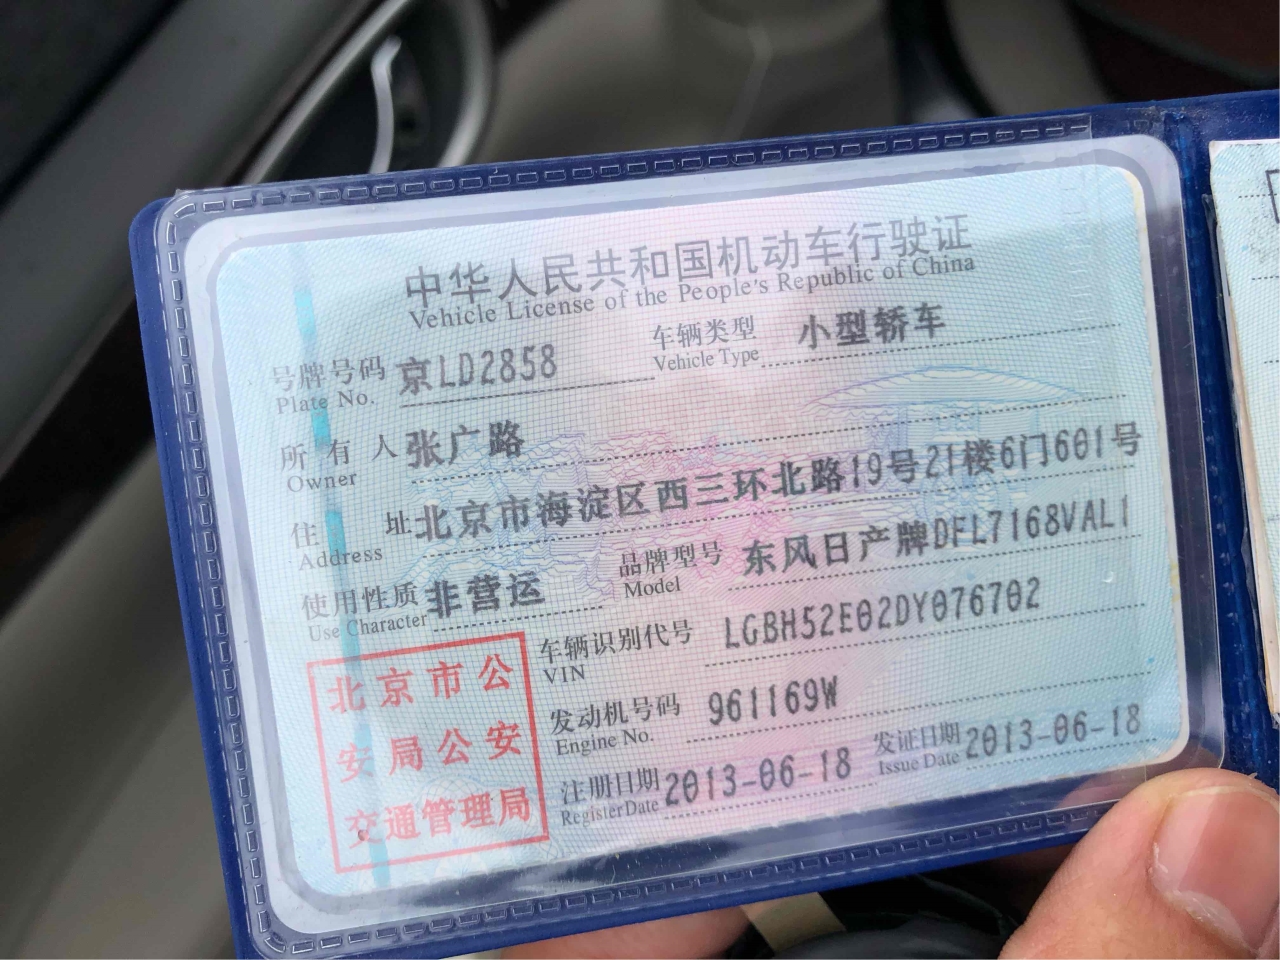 中华人民共和国机动车行驶证
Vehicle License of the People's Republic of China
号牌号码 京LD2858 车辆类型 小型轿车
Plate No. Vehicle Type
所有人 张广路
Owner
住址 北京市海淀区西三环北路19号21楼6门601号
Address
使用性质 非营运 品牌型号 东风日产牌DFL7168VAL1
Use Character Model
车辆识别代号 LGBH52E02DY076702
VIN
发动机号码 961169W
Engine No.
注册日期 2013-06-18 发证日期 2013-06-18
Register Date Issue Date
北京市公
安局公安
交通管理局